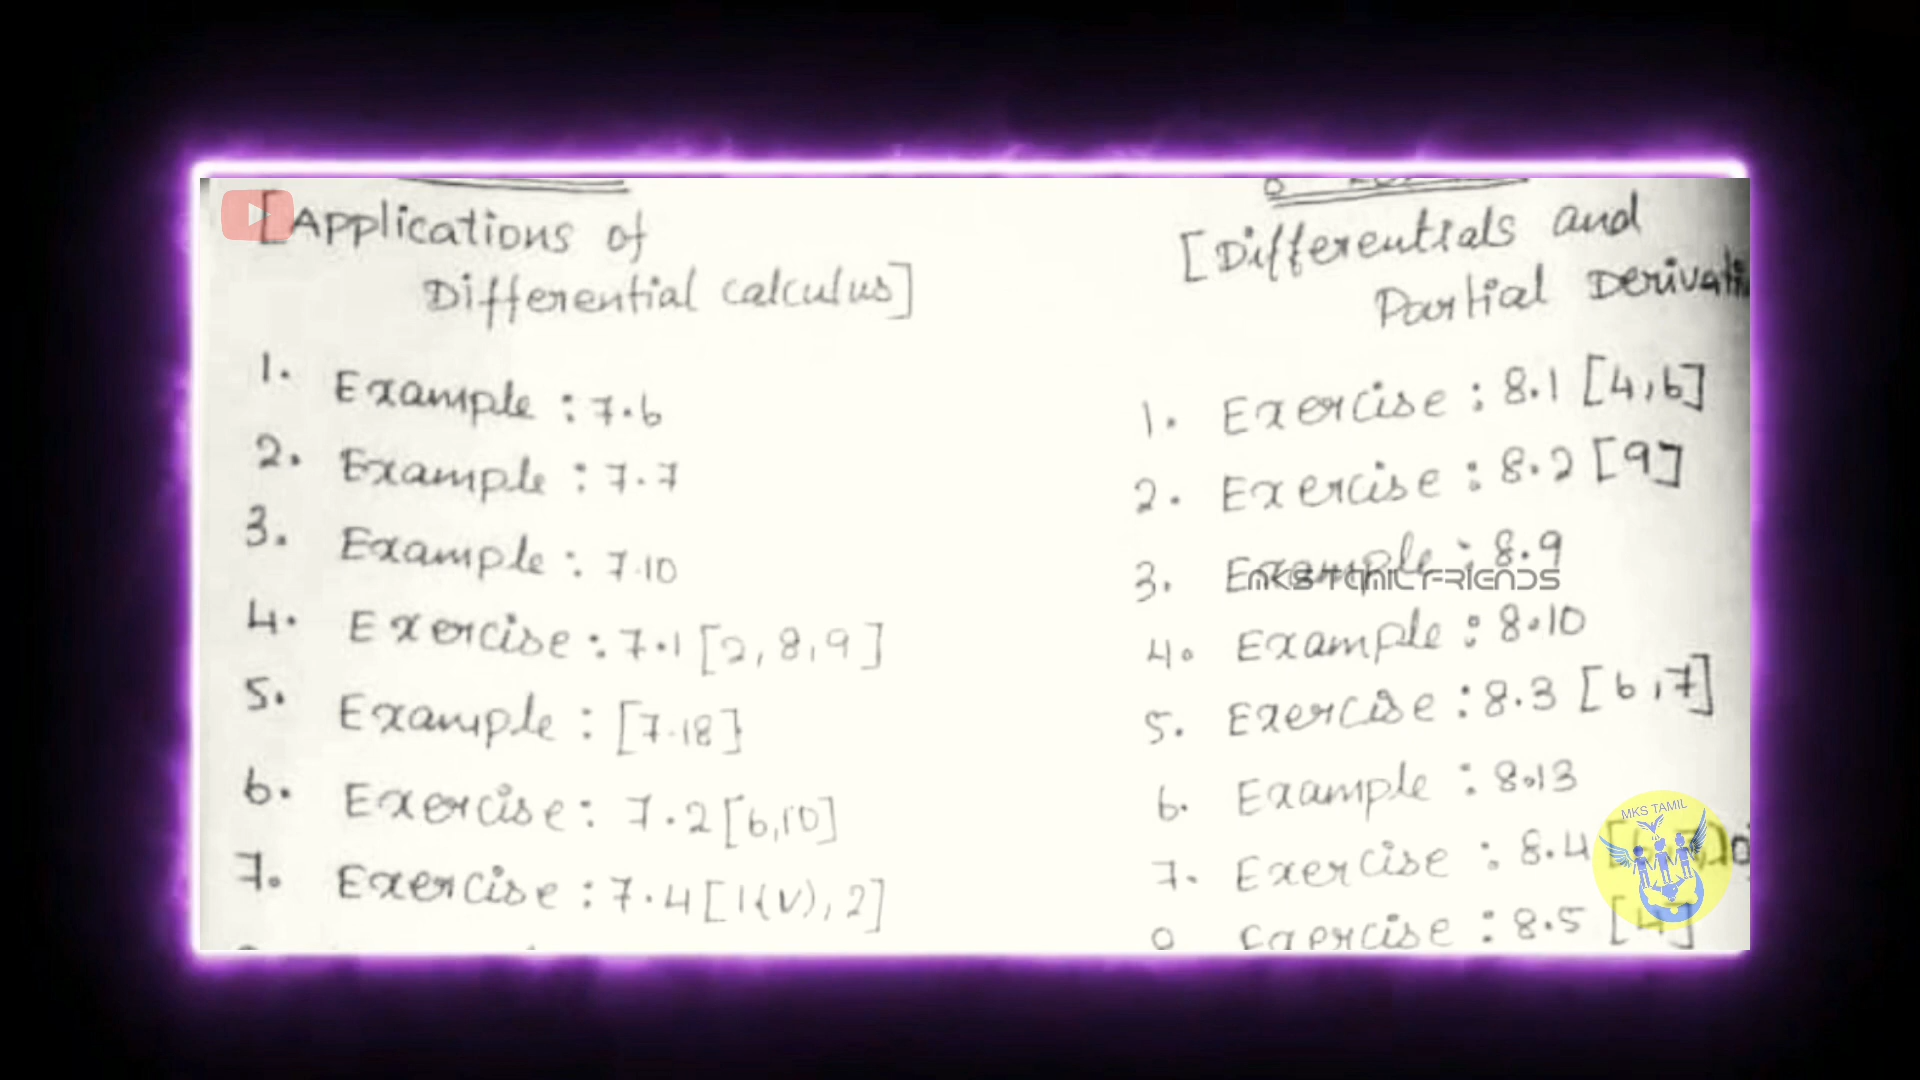 [Applications of
Differential calculus]
1. Example : 7.6
2. Example : 7.7
3. Example : 7.10
4. Exercise : 7.1 [2, 8, 9]
5. Example : [7.18]
6. Exercise : 7.2 [6,10]
7. Exercise : 7.4 [1(v), 2]
[Differentials and
Partial
1. Exercise : 8.1 [4,6]
2. Exercise : 8.2 [9]
3. Example : 8.9
MKS TAMIL FRIENDS
4. Example : 8.10
5. Exercise : 8.3 [6,7]
6. Example : 8.13
MKS TAMIL
7. Exercise : 8.4
Exercise : 8.5 [4]